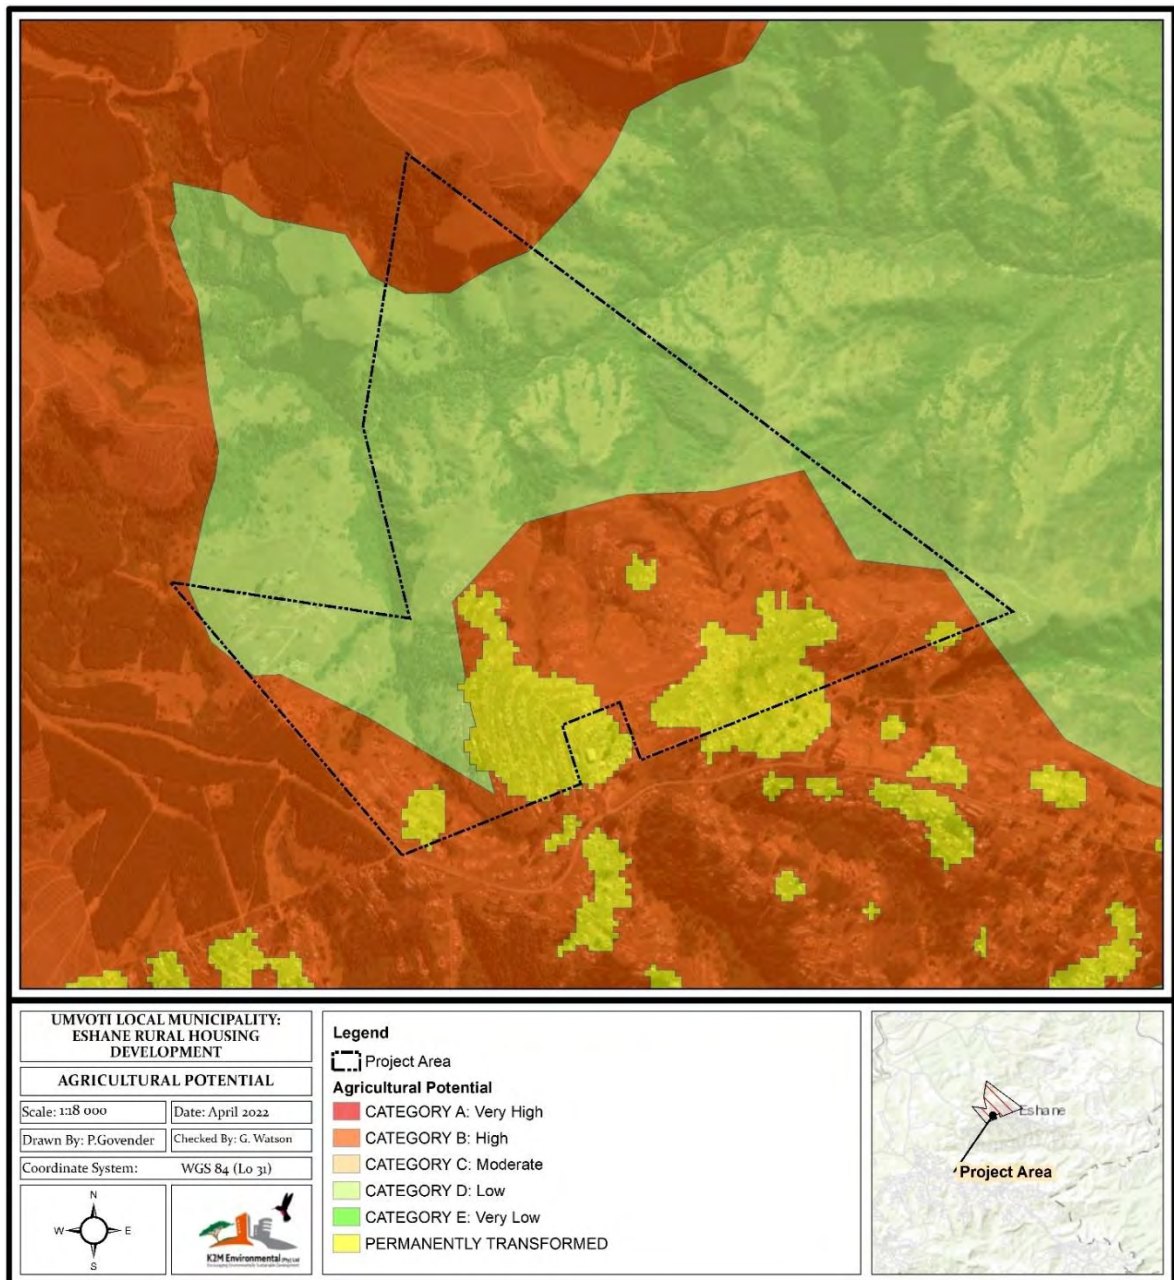 UMVOTI LOCAL MUNICIPALITY:
ESHANE RURAL HOUSING
DEVELOPMENT
AGRICULTURAL POTENTIAL
Scale: 1:18 000
Date: April 2022
Drawn By: P.Govender
Checked By: G. Watson
Coordinate System: WGS 84 (Lo 31)
N
W E
S
K2M Environmental (Pty) Ltd
Legend
Project Area
Agricultural Potential
CATEGORY A: Very High
CATEGORY B: High
CATEGORY C: Moderate
CATEGORY D: Low
CATEGORY E: Very Low
PERMANENTLY TRANSFORMED
Eshane
Project Area